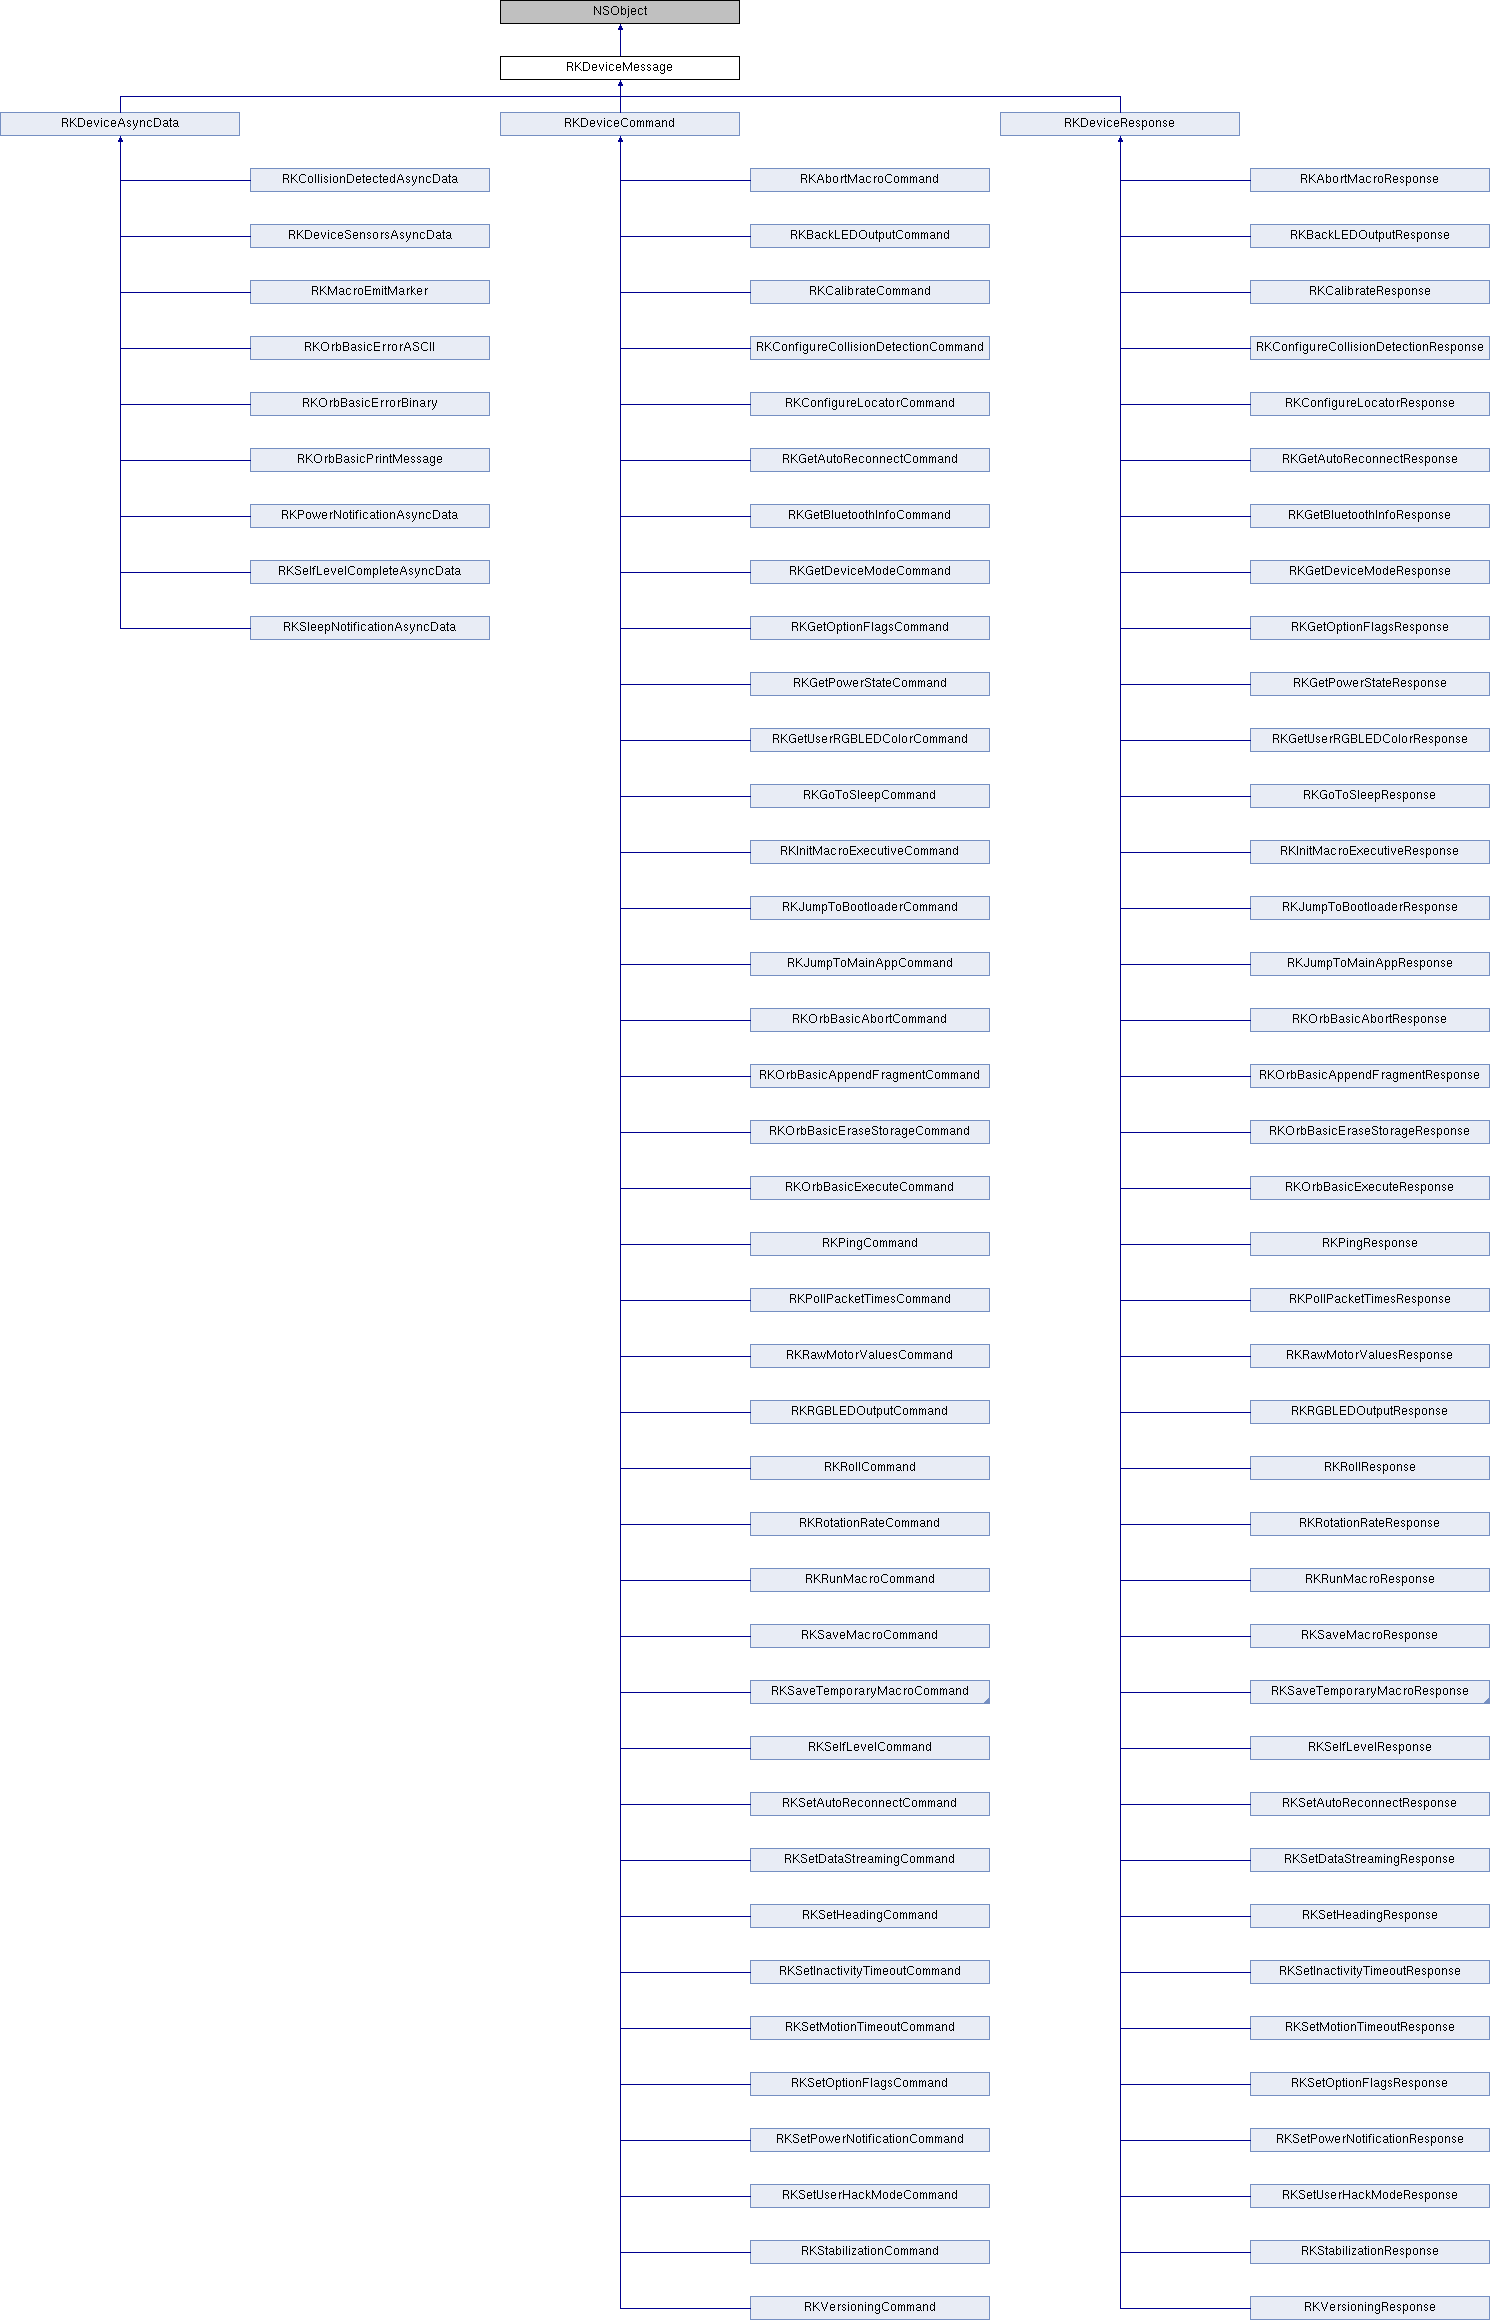 NSObject
RKDeviceMessage
RKDeviceAsyncData
RKDeviceCommand
RKDeviceResponse
RKCollisionDetectedAsyncData
RKAbortMacroCommand
RKAbortMacroResponse
RKDeviceSensorsAsyncData
RKBackLEDOutputCommand
RKBackLEDOutputResponse
RKMacroEmitMarker
RKCalibrateCommand
RKCalibrateResponse
RKOrbBasicErrorASCII
RKConfigureCollisionDetectionCommand
RKConfigureCollisionDetectionResponse
RKOrbBasicErrorBinary
RKConfigureLocatorCommand
RKConfigureLocatorResponse
RKOrbBasicPrintMessage
RKGetAutoReconnectCommand
RKGetAutoReconnectResponse
RKPowerNotificationAsyncData
RKGetBluetoothInfoCommand
RKGetBluetoothInfoResponse
RKSelfLevelCompleteAsyncData
RKGetDeviceModeCommand
RKGetDeviceModeResponse
RKSleepNotificationAsyncData
RKGetOptionFlagsCommand
RKGetOptionFlagsResponse
RKGetPowerStateCommand
RKGetPowerStateResponse
RKGetUserRGBLEDColorCommand
RKGetUserRGBLEDColorResponse
RKGoToSleepCommand
RKGoToSleepResponse
RKInitMacroExecutiveCommand
RKInitMacroExecutiveResponse
RKJumpToBootloaderCommand
RKJumpToBootloaderResponse
RKJumpToMainAppCommand
RKJumpToMainAppResponse
RKOrbBasicAbortCommand
RKOrbBasicAbortResponse
RKOrbBasicAppendFragmentCommand
RKOrbBasicAppendFragmentResponse
RKOrbBasicEraseStorageCommand
RKOrbBasicEraseStorageResponse
RKOrbBasicExecuteCommand
RKOrbBasicExecuteResponse
RKPingCommand
RKPingResponse
RKPollPacketTimesCommand
RKPollPacketTimesResponse
RKRawMotorValuesCommand
RKRawMotorValuesResponse
RKRGBLEDOutputCommand
RKRGBLEDOutputResponse
RKRollCommand
RKRollResponse
RKRotationRateCommand
RKRotationRateResponse
RKRunMacroCommand
RKRunMacroResponse
RKSaveMacroCommand
RKSaveMacroResponse
RKSaveTemporaryMacroCommand
RKSaveTemporaryMacroResponse
RKSelfLevelCommand
RKSelfLevelResponse
RKSetAutoReconnectCommand
RKSetAutoReconnectResponse
RKSetDataStreamingCommand
RKSetDataStreamingResponse
RKSetHeadingCommand
RKSetHeadingResponse
RKSetInactivityTimeoutCommand
RKSetInactivityTimeoutResponse
RKSetMotionTimeoutCommand
RKSetMotionTimeoutResponse
RKSetOptionFlagsCommand
RKSetOptionFlagsResponse
RKSetPowerNotificationCommand
RKSetPowerNotificationResponse
RKSetUserHackModeCommand
RKSetUserHackModeResponse
RKStabilizationCommand
RKStabilizationResponse
RKVersioningCommand
RKVersioningResponse